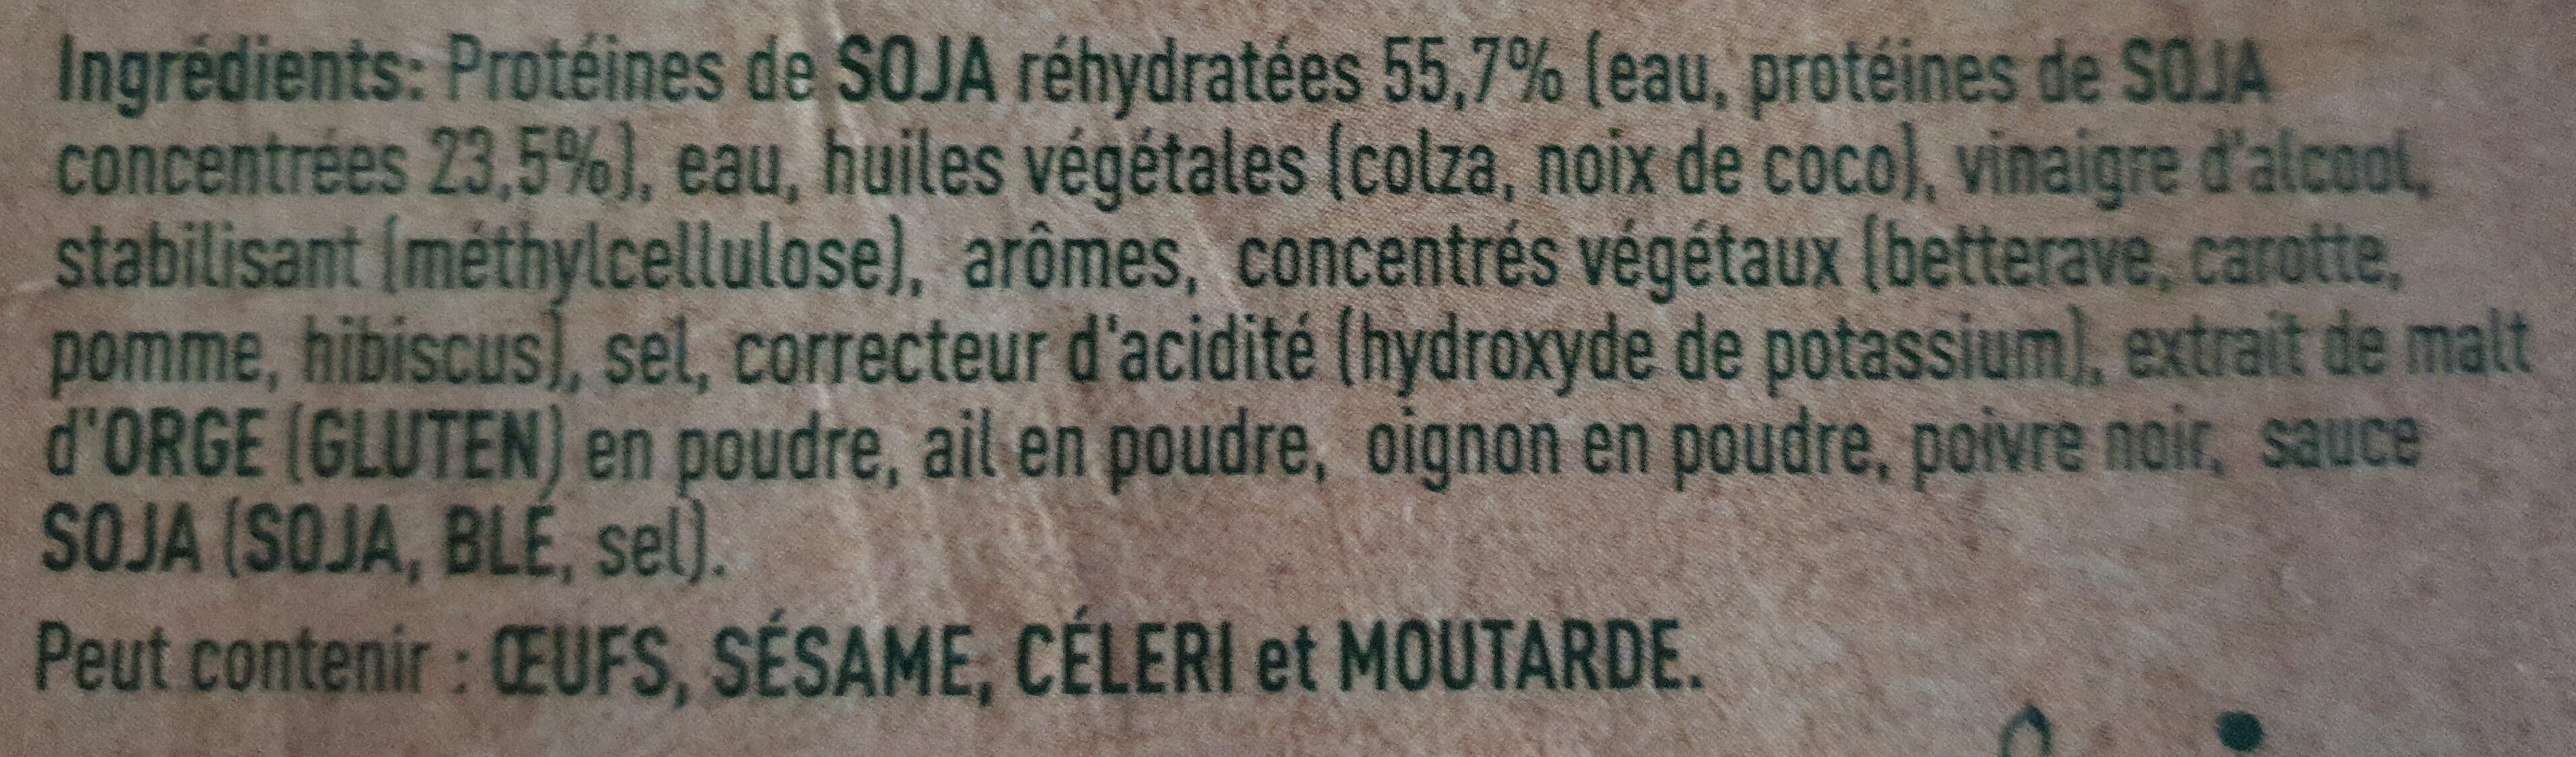 Ingrédients: Protéines de SOJA réhydratées 55,7% (eau, protéines de SOJA
concentrées 23,5%), eau, huiles végétales (colza, noix de coco), vinaigre d'alcool,
stabilisant (méthylcellulose), arômes, concentrés végétaux (betterave, carotte,
pomme, hibiscus), sel, correcteur d'acidité (hydroxyde de potassium), extrait de malt
d'ORGE (GLUTEN) en poudre, ail en poudre, oignon en poudre, poivre noir, sauce
SOJA (SOJA, BLÉ, sel).
Peut contenir : ŒUFS, SÉSAME, CÉLERI et MOUTARDE.